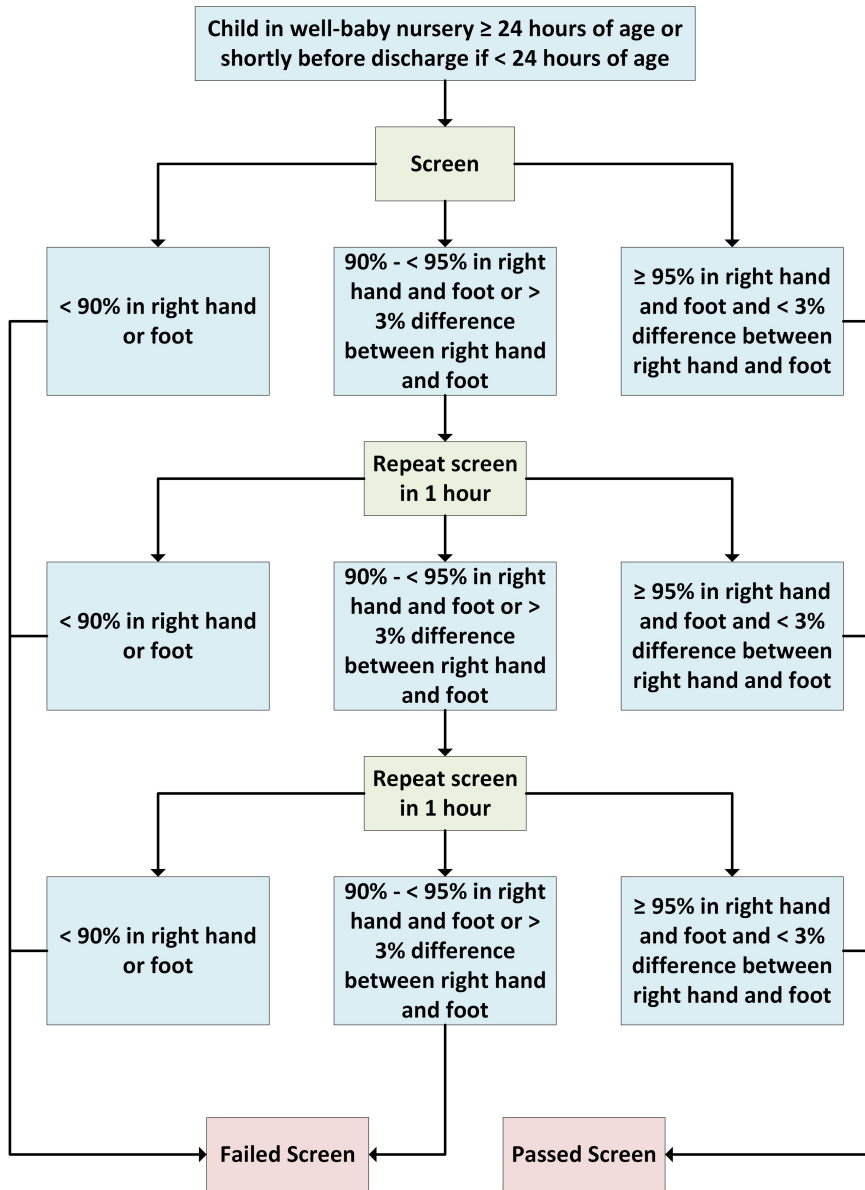 Child in well-baby nursery ≥ 24 hours of age or
shortly before discharge if < 24 hours of age
Screen
< 90% in right hand
or foot
90% - < 95% in right
hand and foot or >
3% difference
between right hand
and foot
≥ 95% in right hand
and foot and < 3%
difference between
right hand and foot
Repeat screen
in 1 hour
< 90% in right hand
or foot
90% - < 95% in right
hand and foot or >
3% difference
between right hand
and foot
≥ 95% in right hand
and foot and < 3%
difference between
right hand and foot
Repeat screen
in 1 hour
< 90% in right hand
or foot
90% - < 95% in right
hand and foot or >
3% difference
between right hand
and foot
≥ 95% in right hand
and foot and < 3%
difference between
right hand and foot
Failed Screen
Passed Screen